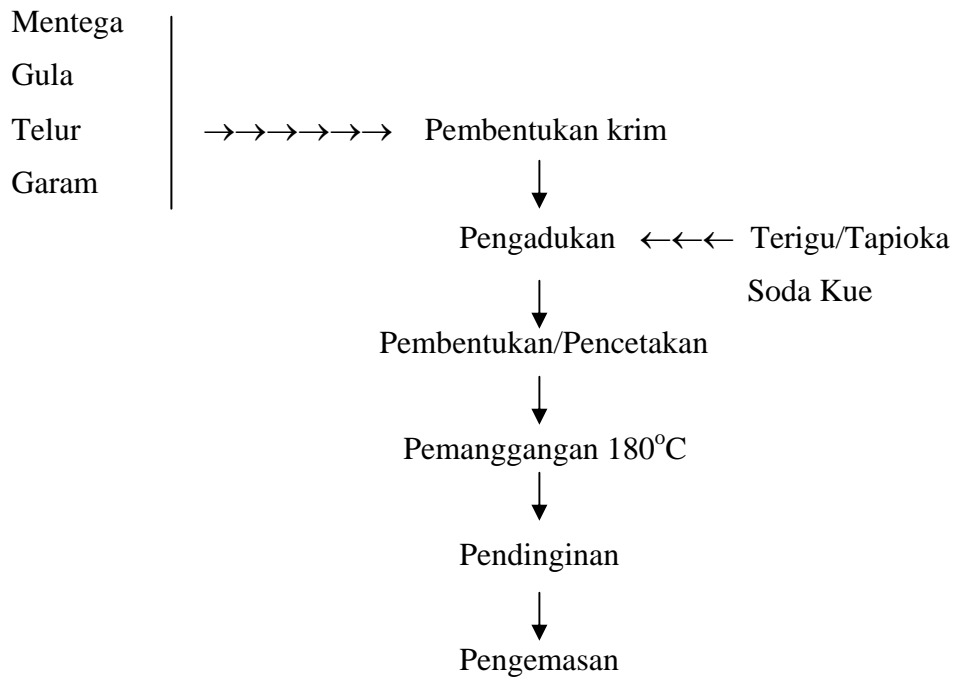 Mentega
Gula
Telur →→→→→→ Pembentukan krim
Garam
Pengadukan ←←← Terigu/Tapioka
Soda Kue
Pembentukan/Pencetakan
Pemanggangan 180°C
Pendinginan
Pengemasan